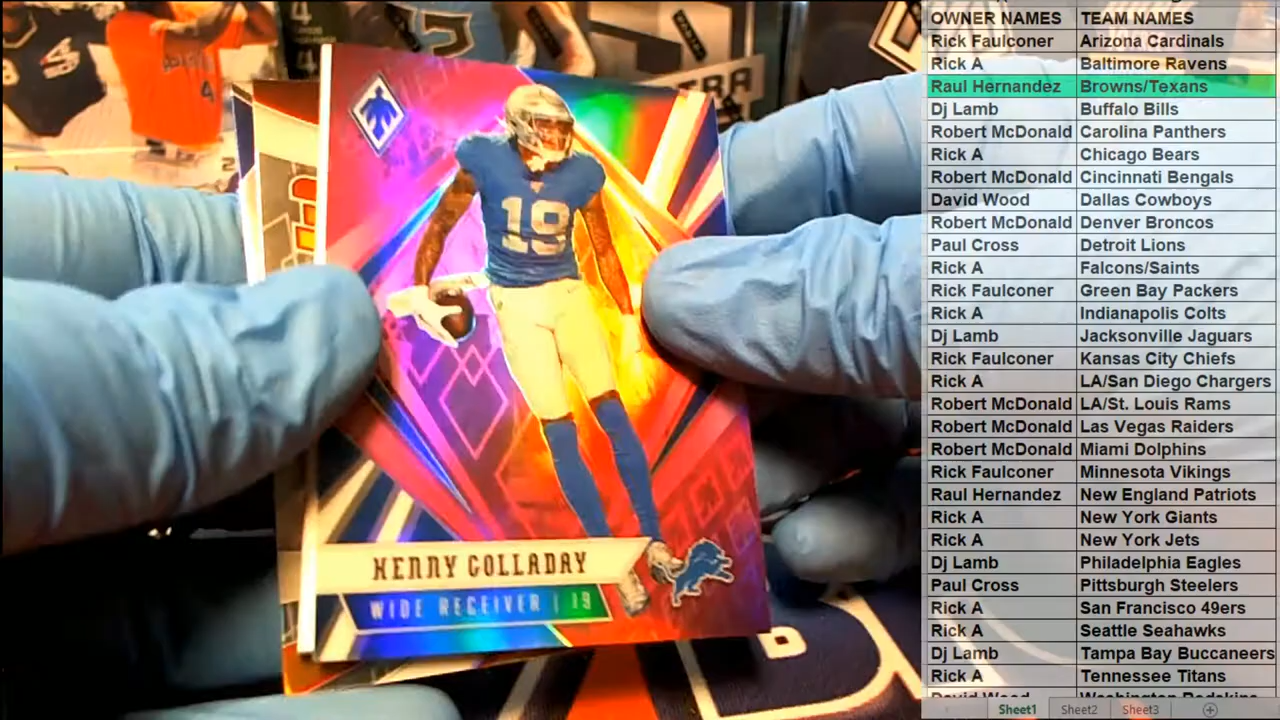 19
KENNY GOLLADAY
WIDE RECEIVER | 19
4
4
4
TRA
OWNER NAMES TEAM NAMES
Rick Faulconer Arizona Cardinals
Rick A Baltimore Ravens
Raul Hernandez Browns/Texans
Dj Lamb Buffalo Bills
Robert McDonald Carolina Panthers
Rick A Chicago Bears
Robert McDonald Cincinnati Bengals
David Wood Dallas Cowboys
Robert McDonald Denver Broncos
Paul Cross Detroit Lions
Rick A Falcons/Saints
Rick Faulconer Green Bay Packers
Rick A Indianapolis Colts
Dj Lamb Jacksonville Jaguars
Rick Faulconer Kansas City Chiefs
Rick A LA/San Diego Chargers
Robert McDonald LA/St. Louis Rams
Robert McDonald Las Vegas Raiders
Robert McDonald Miami Dolphins
Rick Faulconer Minnesota Vikings
Raul Hernandez New England Patriots
Rick A New York Giants
Rick A New York Jets
Dj Lamb Philadelphia Eagles
Paul Cross Pittsburgh Steelers
Rick A San Francisco 49ers
Rick A Seattle Seahawks
Dj Lamb Tampa Bay Buccaneers
Rick A Tennessee Titans
David Wood Washington Redskins
Sheet1 Sheet2 Sheet3